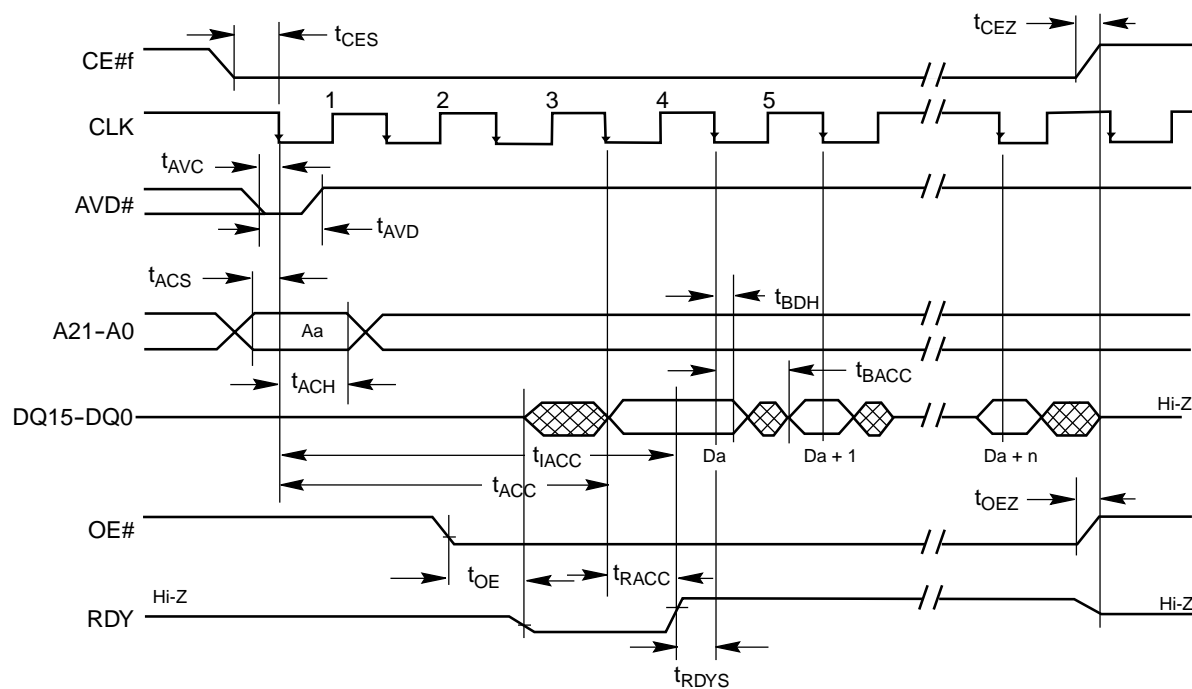 tCES
tCEZ
CE#f
1 2 3 4 5
CLK
tAVC
AVD#
tAVD
tACS
tBDH
A21-A0
Aa
tACH
tBACC
DQ15-DQ0
Hi-Z
tIACC
Da
Da + 1
Da + n
tACC
tOEZ
OE#
tOE
tRACC
Hi-Z
Hi-Z
RDY
tRDYS